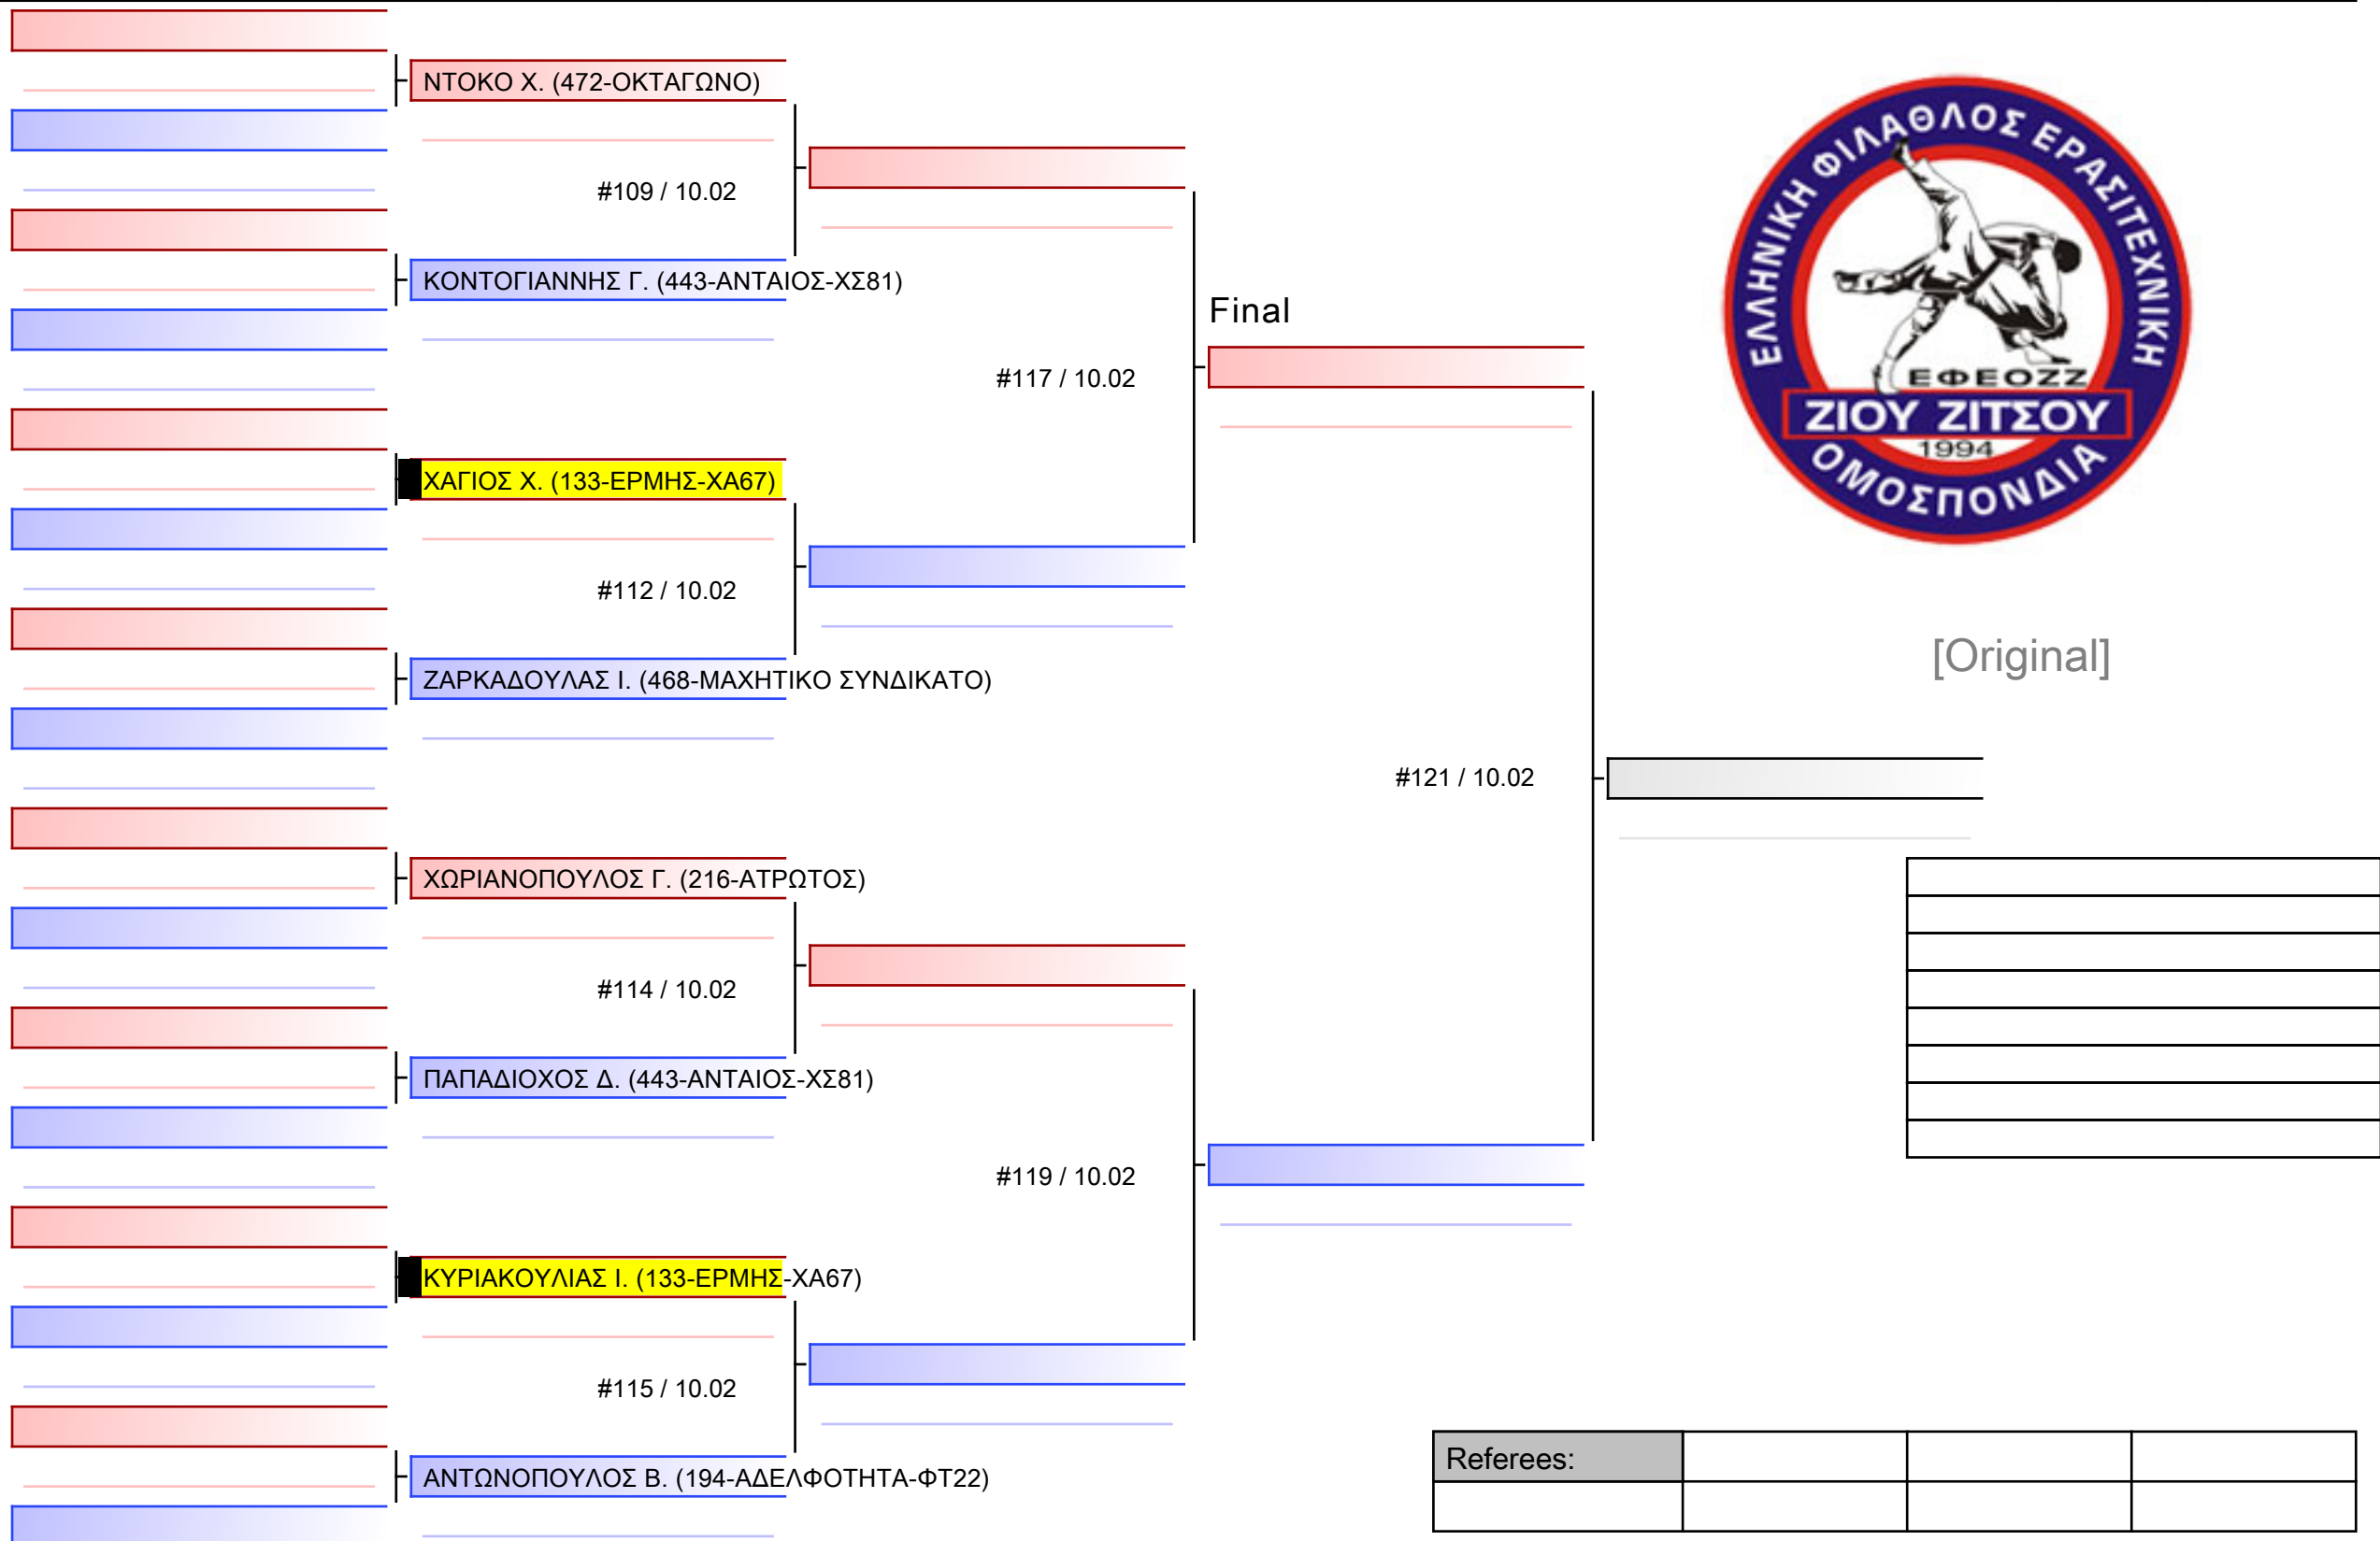 ΝΤΟΚΟ Χ. (472-ΟΚΤΑΓΩΝΟ)
#109 / 10.02
ΚΟΝΤΟΓΙΑΝΝΗΣ Γ. (443-ΑΝΤΑΙΟΣ-ΧΣ81)
ΕΛΛΗΝΙΚΗ ΦΙΛΑΘΛΟΣ ΕΡΑΣΙΤΕΧΝΙΚΗ
ΕΦΕΟΖΖ
ΖΙΟΥ ΖΙΤΣΟΥ
1994
ΟΜΟΣΠΟΝΔΙΑ
Final
#117 / 10.02
ΧΑΓΙΟΣ Χ. (133-ΕΡΜΗΣ-ΧΑ67)
#112 / 10.02
ΖΑΡΚΑΔΟΥΛΑΣ Ι. (468-ΜΑΧΗΤΙΚΟ ΣΥΝΔΙΚΑΤΟ)
[Original]
#121 / 10.02
ΧΩΡΙΑΝΟΠΟΥΛΟΣ Γ. (216-ΑΤΡΩΤΟΣ)
#114 / 10.02
ΠΑΠΑΔΙΟΧΟΣ Δ. (443-ΑΝΤΑΙΟΣ-ΧΣ81)
#119 / 10.02
ΚΥΡΙΑΚΟΥΛΙΑΣ Ι. (133-ΕΡΜΗΣ-ΧΑ67)
#115 / 10.02
ΑΝΤΩΝΟΠΟΥΛΟΣ Β. (194-ΑΔΕΛΦΟΤΗΤΑ-ΦΤ22)
Referees: